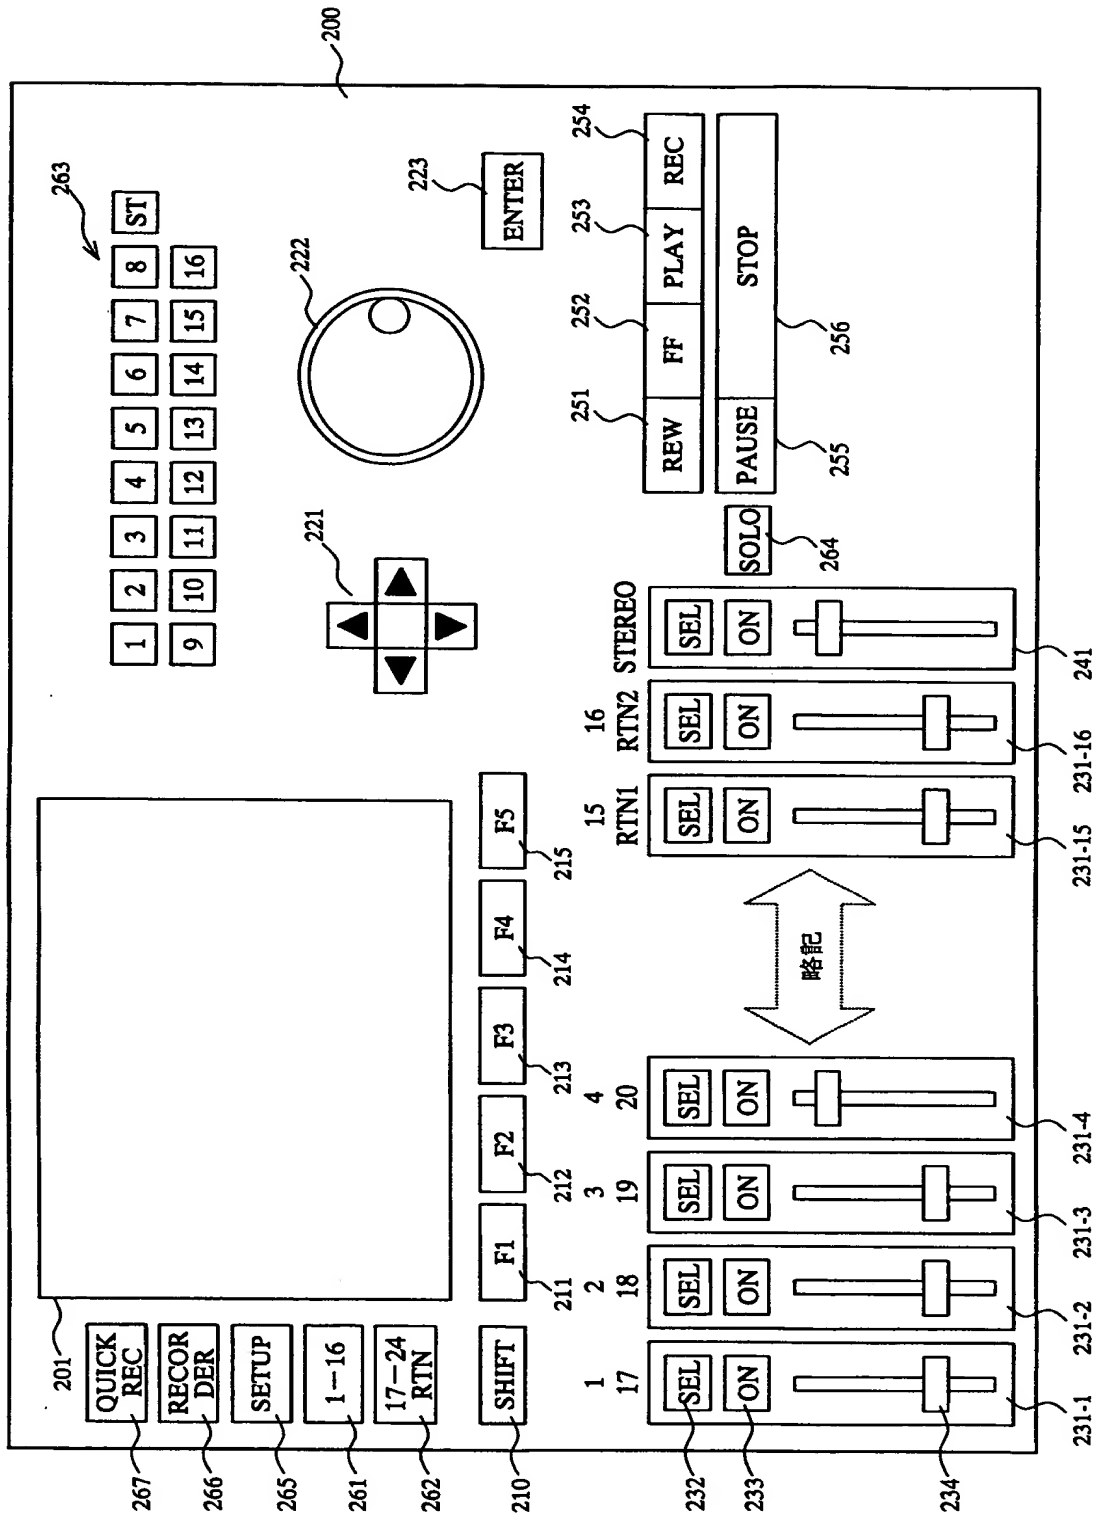 200
263
1 2 3 4 5 6 7 8 ST
9 10 11 12 13 14 15 16
201
QUICK
REC
267
RECOR
DER
266
SETUP
265
1−16
261
17−24
RTN
262
221
222
ENTER
223
SHIFT
210
F1
211
F2
212
F3
213
F4
214
F5
215
251
252
253
254
REW FF PLAY REC
PAUSE STOP
255
256
SOLO
264
1 2 3 4 15 16
17 18 19 20 RTN1 RTN2 STEREO
SEL SEL SEL SEL SEL SEL SEL
ON ON ON ON ON ON ON
略記
232
233
234
231-1 231-2 231-3 231-4 231-15 231-16 241